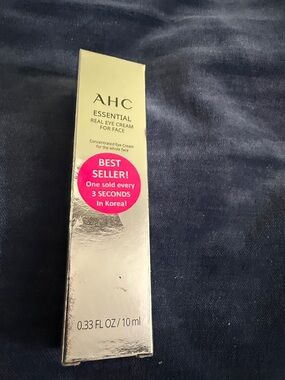 AHC
ESSENTIAL
REAL EYE CREAM
FOR FACE
Concentrated Eye Cream
for the whole face
BEST
SELLER!
One sold every
3 SECONDS
in Korea!
0.33 FL OZ / 10 ml